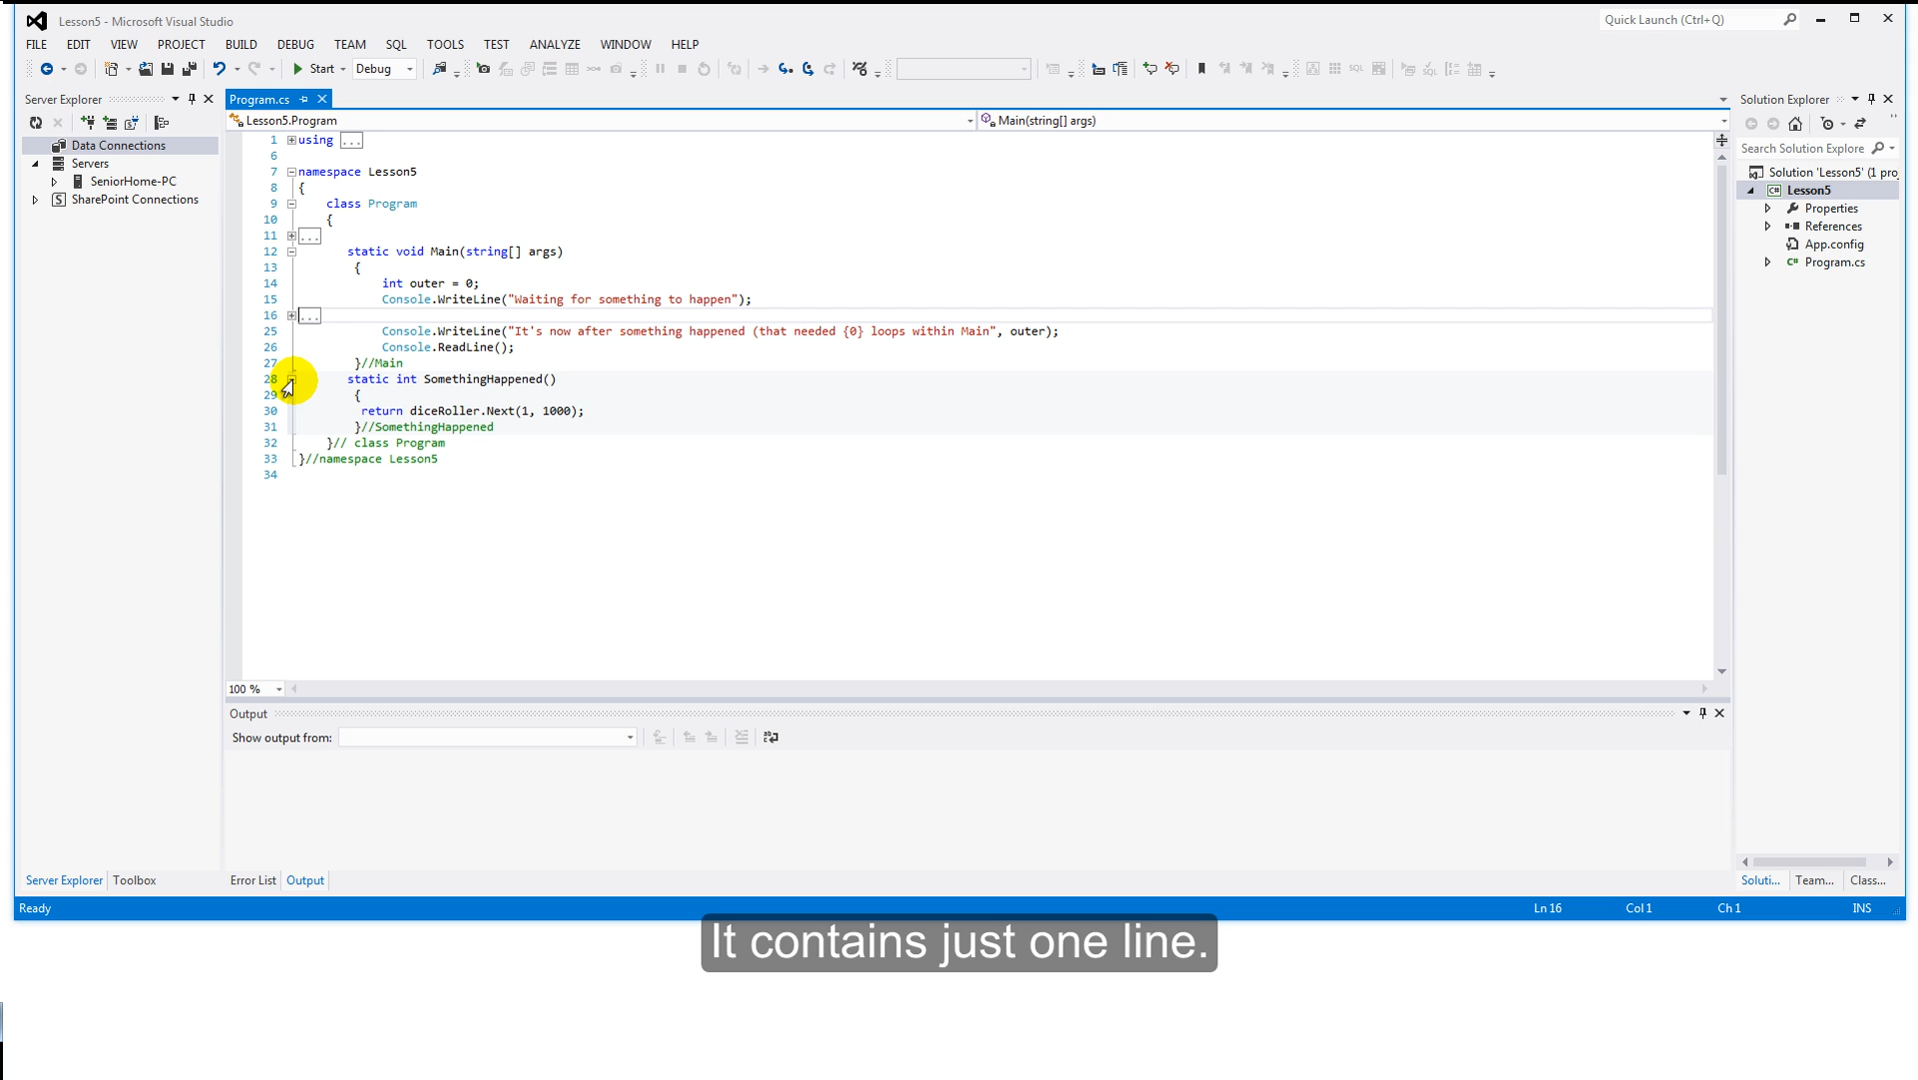 Lesson5 - Microsoft Visual Studio
Quick Launch (Ctrl+Q)
FILE EDIT VIEW PROJECT BUILD DEBUG TEAM SQL TOOLS TEST ANALYZE WINDOW HELP
Start Debug
Server Explorer
Data Connections
Servers
SeniorHome-PC
SharePoint Connections
Program.cs
Lesson5.Program
Main(string[] args)
1 using ...
6
7 namespace Lesson5
8 {
9 class Program
10 {
11 ...
12 static void Main(string[] args)
13 {
14 int outer = 0;
15 Console.WriteLine("Waiting for something to happen");
16 ...
25 Console.WriteLine("It's now after something happened (that needed {0} loops within Main", outer);
26 Console.ReadLine();
27 }//Main
28 static int SomethingHappened()
29 {
30 return diceRoller.Next(1, 1000);
31 }//SomethingHappened
32 }// class Program
33 }//namespace Lesson5
34
100 %
Output
Show output from:
Error List Output
Server Explorer Toolbox
Solution Explorer
Search Solution Explore
Solution 'Lesson5' (1 proj
Lesson5
Properties
References
App.config
Program.cs
Soluti... Team... Class...
Ready
Ln 16 Col 1 Ch 1 INS
It contains just one line.